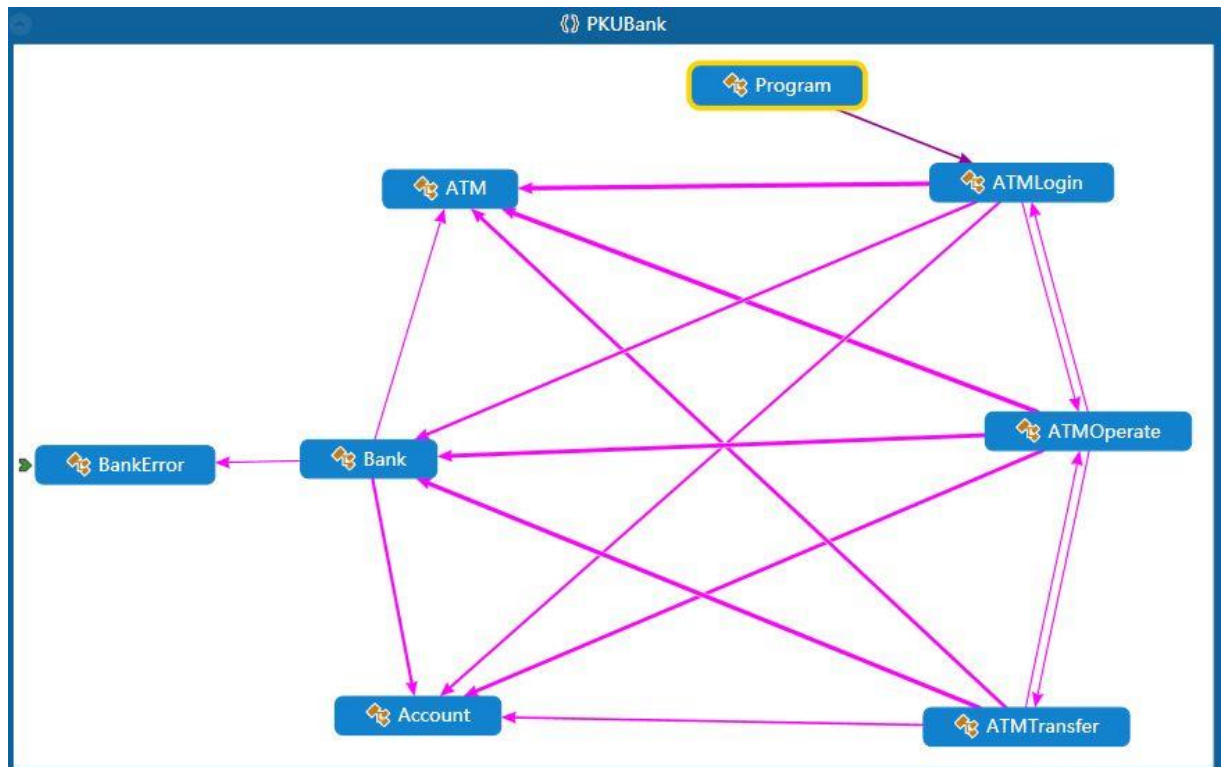 PKUBank
Program
ATM
ATMLogin
ATMOperate
BankError
Bank
Account
ATMTransfer